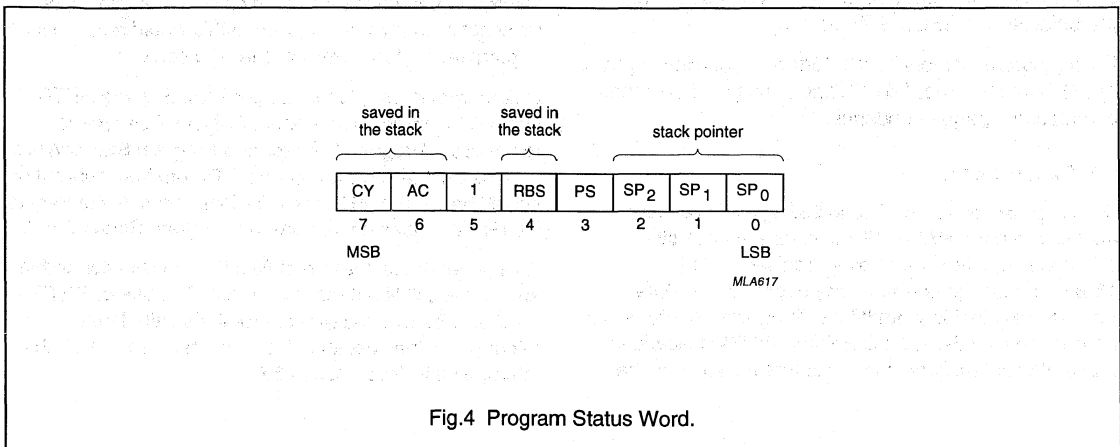 saved in the stack
saved in the stack
stack pointer
CY AC 1 RBS PS SP2 SP1 SP0
7 6 5 4 3 2 1 0
MSB LSB
MLA617
Fig.4 Program Status Word.